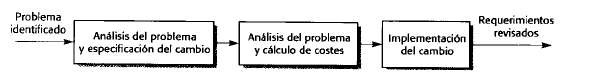 Problema
identificado
Análisis del problema
y especificación del cambio
Análisis del problema
y cálculo de costes
Implementación
del cambio
Requerimientos
revisados